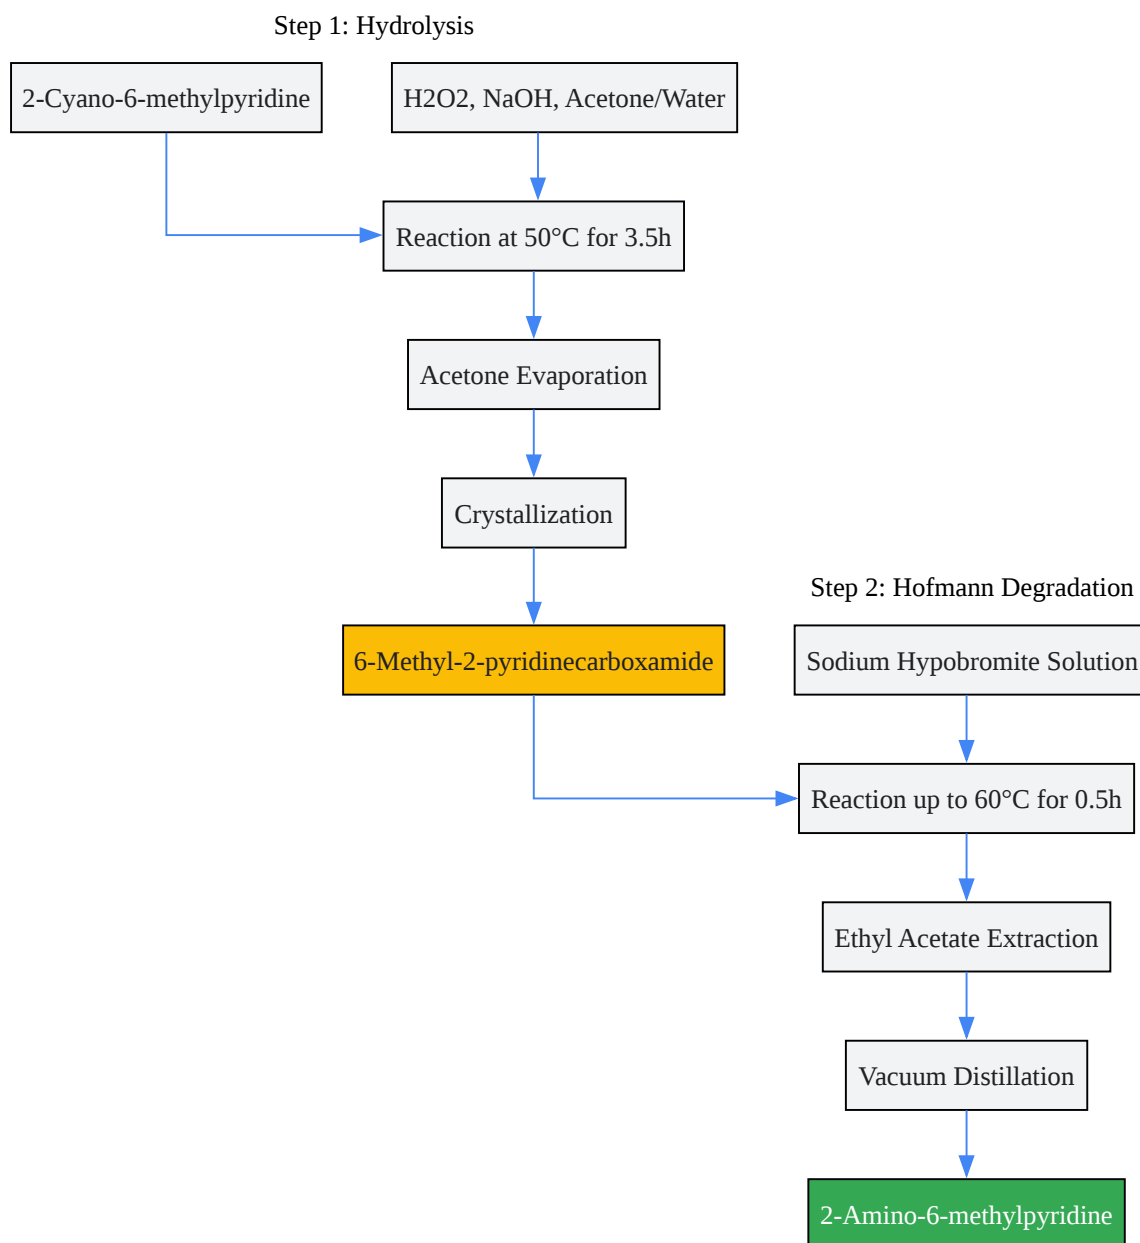 Step 1: Hydrolysis
2-Cyano-6-methylpyridine
H2O2, NaOH, Acetone/Water
Reaction at 50°C for 3.5h
Acetone Evaporation
Crystallization
6-Methyl-2-pyridinecarboxamide
Step 2: Hofmann Degradation
Sodium Hypobromite Solution
Reaction up to 60°C for 0.5h
Ethyl Acetate Extraction
Vacuum Distillation
2-Amino-6-methylpyridine